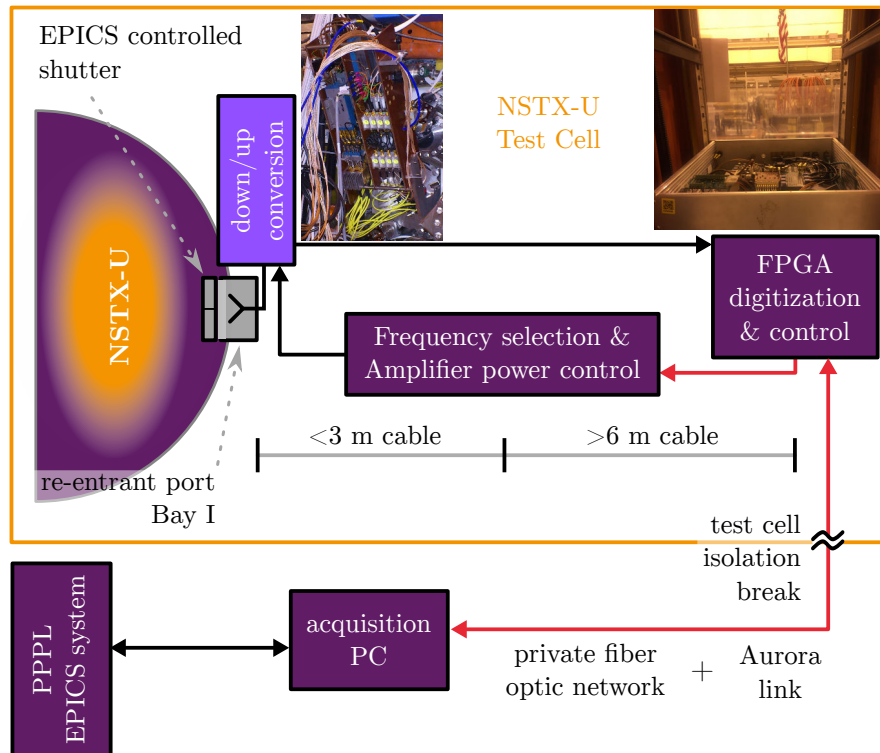 EPICS controlled
shutter
down/up
conversion
NSTX-U
Test Cell
NSTX-U
FPGA
digitization
& control
Frequency selection &
Amplifier power control
<3 m cable
>6 m cable
re-entrant port
Bay I
test cell
isolation
break
PPPL
EPICS system
acquisition
PC
private fiber
optic network
+
Aurora
link